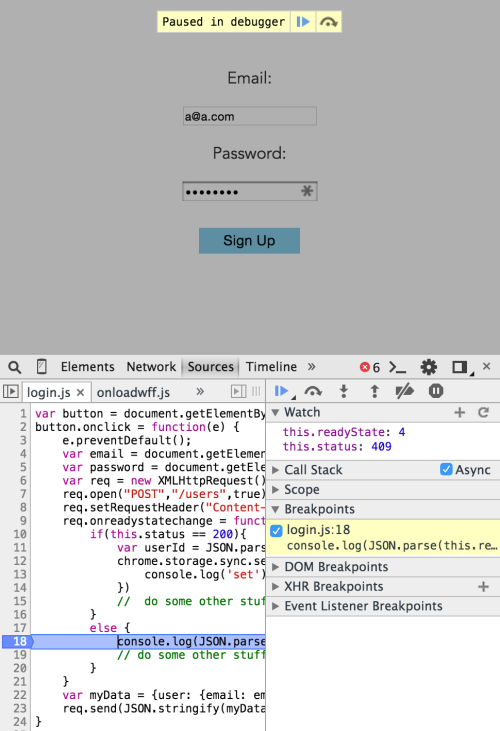 Paused in debugger
Email:
a@a.com
Password:
••••••••
Sign Up
Elements Network Sources Timeline » 6
login.js × onloadwff.js »
1 var button = document.getElementBy
2 button.onclick = function(e) {
3 e.preventDefault();
4 var email = document.getElemen
5 var password = document.getEle
6 var req = new XMLHttpRequest()
7 req.open("POST","/users",true)
8 req.setRequestHeader("Content-
9 req.onreadystatechange = funct
10 if(this.status == 200){
11 var userId = JSON.pars
12 chrome.storage.sync.se
13 console.log('set')
14 })
15 // do some other stuf
16 }
17 else {
18 console.log(JSON.parse
19 // do some other stuff
20 }
21 }
22 var myData = {user: {email: em
23 req.send(JSON.stringify(myData
24 }
Watch
this.readyState: 4
this.status: 409
Call Stack Async
Scope
Breakpoints
login.js:18
console.log(JSON.parse(this.re…
DOM Breakpoints
XHR Breakpoints
Event Listener Breakpoints